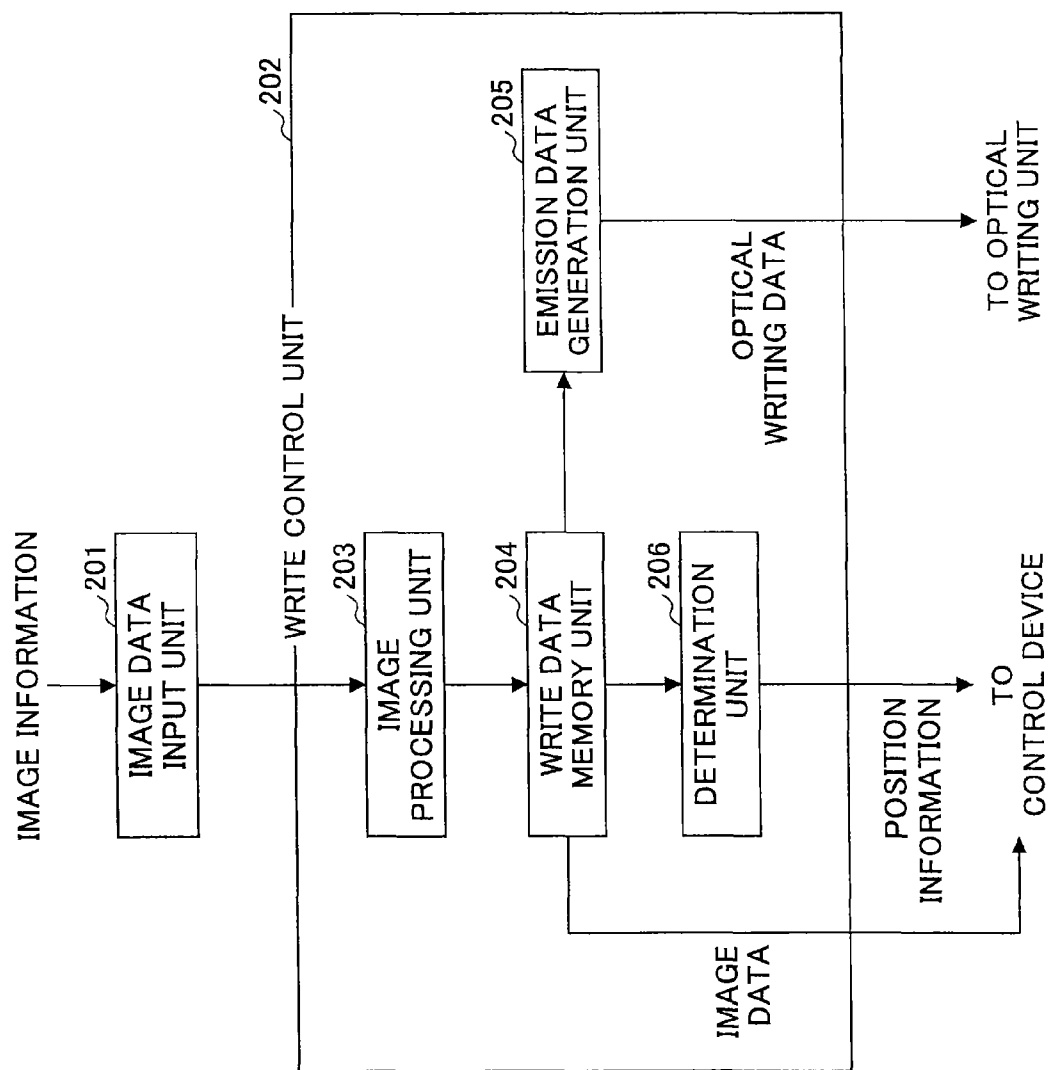 IMAGE INFORMATION
201
IMAGE DATA
INPUT UNIT
WRITE CONTROL UNIT
202
203
IMAGE
PROCESSING UNIT
204
WRITE DATA
MEMORY UNIT
205
EMISSION DATA
GENERATION UNIT
206
DETERMINATION
UNIT
OPTICAL
WRITING DATA
IMAGE
DATA
POSITION
INFORMATION
TO
CONTROL DEVICE
TO OPTICAL
WRITING UNIT